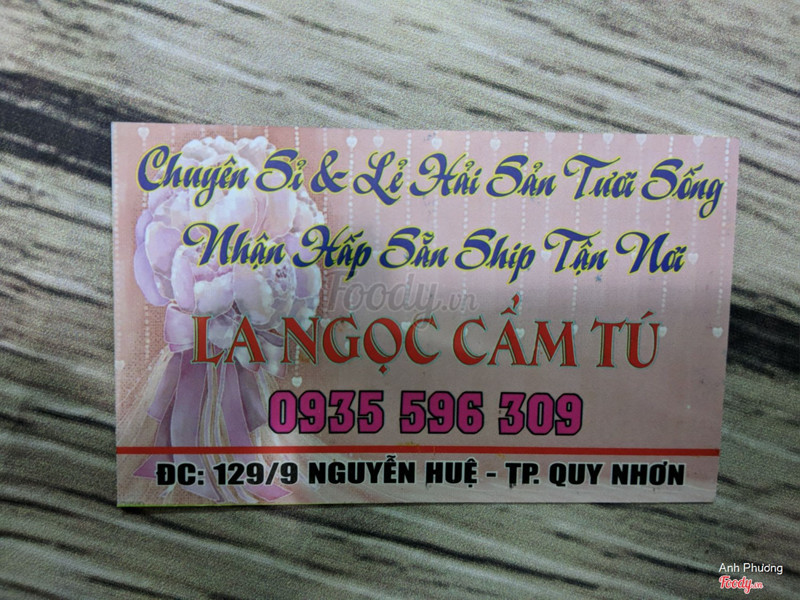 Chuyên Sỉ & Lẻ Hải Sản Tươi Sống
Nhận Hấp Sẵn Ship Tận Nơi
Foody.vn
LA NGỌC CẨM TÚ
0935 596 309
ĐC: 129/9 NGUYỄN HUỆ - TP. QUY NHƠN
Anh Phương
Foody.vn